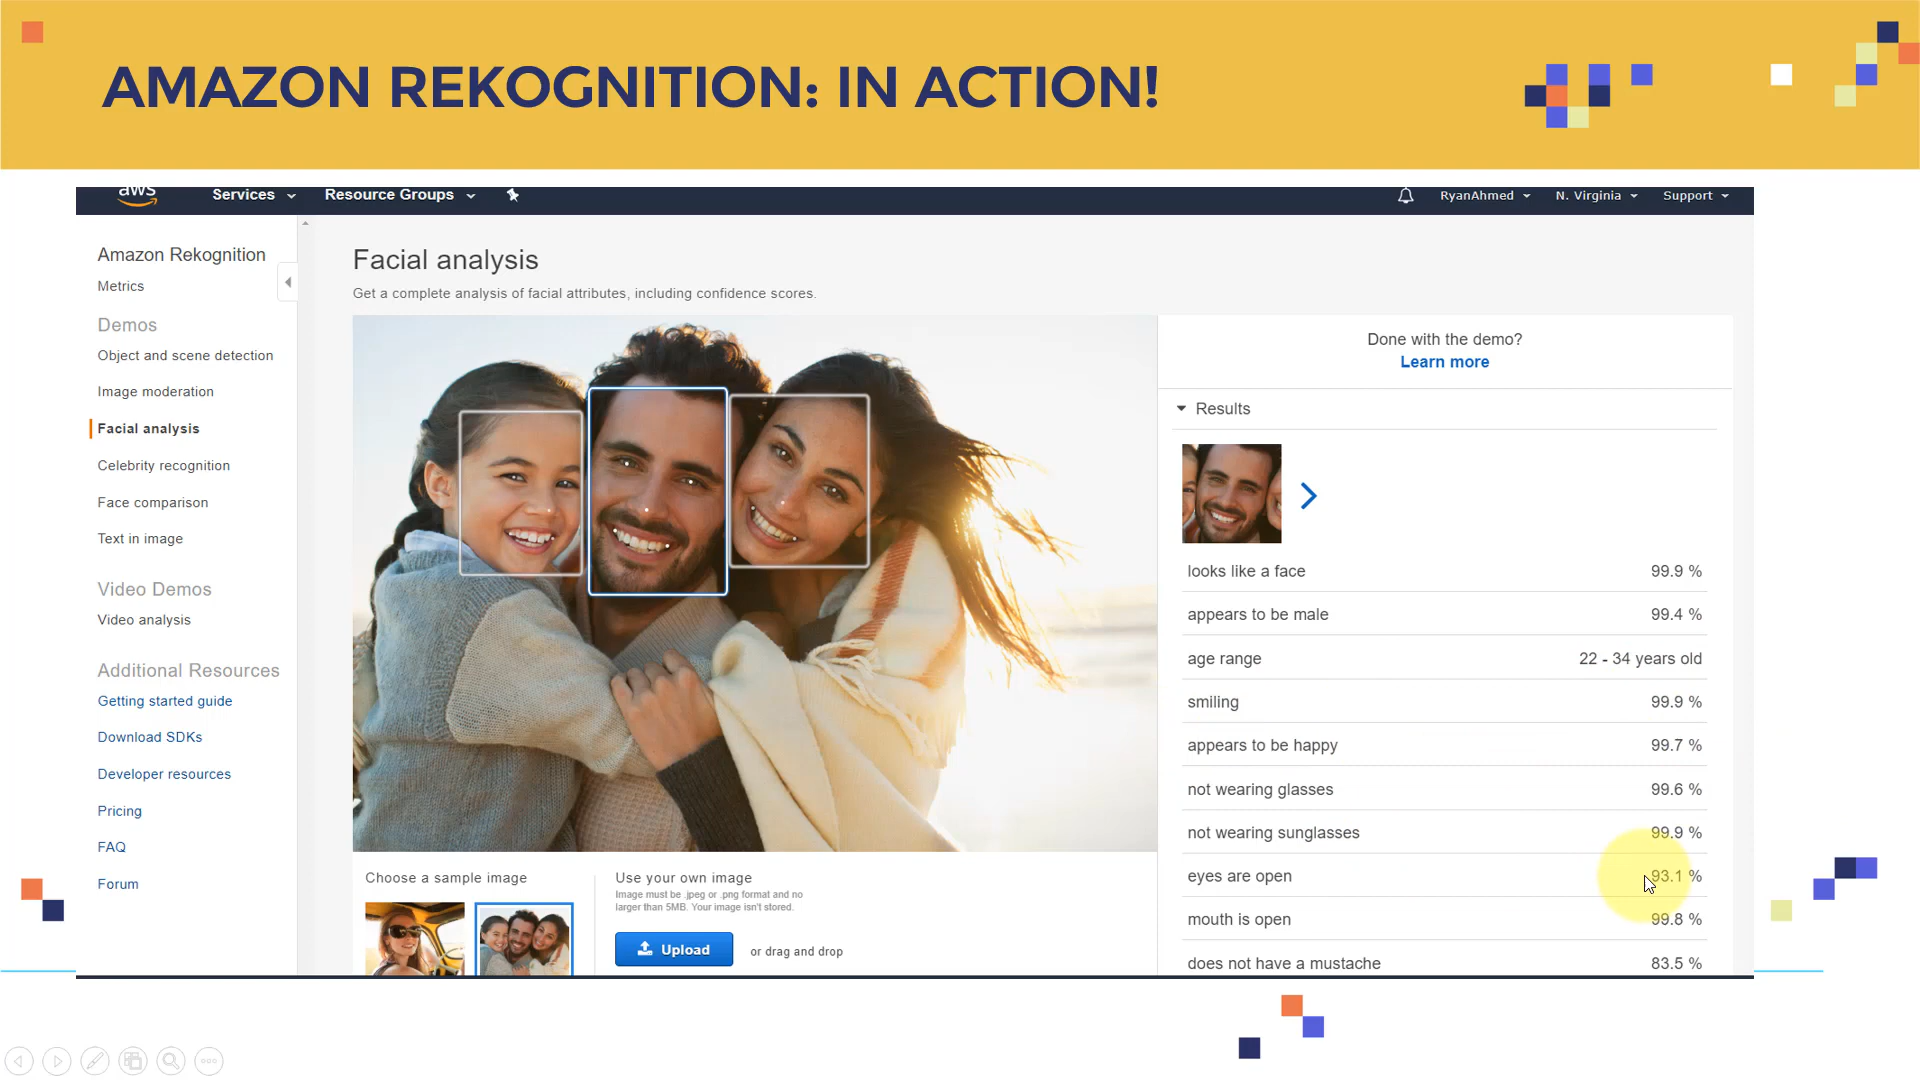 AMAZON REKOGNITION: IN ACTION!
aws Services Resource Groups RyanAhmed N. Virginia Support
Amazon Rekognition
Metrics
Demos
Object and scene detection
Image moderation
Facial analysis
Celebrity recognition
Face comparison
Text in image
Video Demos
Video analysis
Additional Resources
Getting started guide
Download SDKs
Developer resources
Pricing
FAQ
Forum
Facial analysis
Get a complete analysis of facial attributes, including confidence scores.
Choose a sample image
Use your own image
Image must be .jpeg or .png format and no
larger than 5MB. Your image isn't stored.
Upload or drag and drop
Done with the demo?
Learn more
Results
looks like a face 99.9 %
appears to be male 99.4 %
age range 22 - 34 years old
smiling 99.9 %
appears to be happy 99.7 %
not wearing glasses 99.6 %
not wearing sunglasses 99.9 %
eyes are open 93.1 %
mouth is open 99.8 %
does not have a mustache 83.5 %